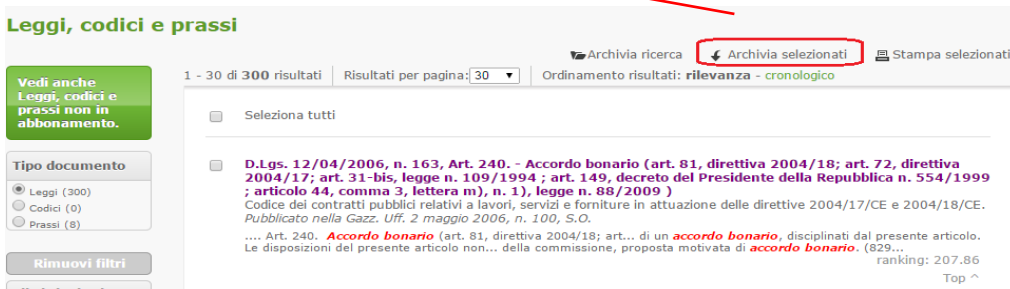 Leggi, codici e prassi
Archivia ricerca Archivia selezionati Stampa selezionati
Vedi anche
Leggi, codici e
prassi non in
abbonamento.
1 - 30 di 300 risultati Risultati per pagina: 30 Ordinamento risultati: rilevanza - cronologico
Seleziona tutti
Tipo documento
Leggi (300)
Codici (0)
Prassi (8)
Rimuovi filtri
D.Lgs. 12/04/2006, n. 163, Art. 240. - Accordo bonario (art. 81, direttiva 2004/18; art. 72, direttiva
2004/17; art. 31-bis, legge n. 109/1994 ; art. 149, decreto del Presidente della Repubblica n. 554/1999
; articolo 44, comma 3, lettera m), n. 1), legge n. 88/2009 )
Codice dei contratti pubblici relativi a lavori, servizi e forniture in attuazione delle direttive 2004/17/CE e 2004/18/CE.
Pubblicato nella Gazz. Uff. 2 maggio 2006, n. 100, S.O.
.... Art. 240. Accordo bonario (art. 81, direttiva 2004/18; art... di un accordo bonario, disciplinati dal presente articolo.
Le disposizioni del presente articolo non... della commissione, proposta motivata di accordo bonario. (829...
ranking: 207.86
Top ^